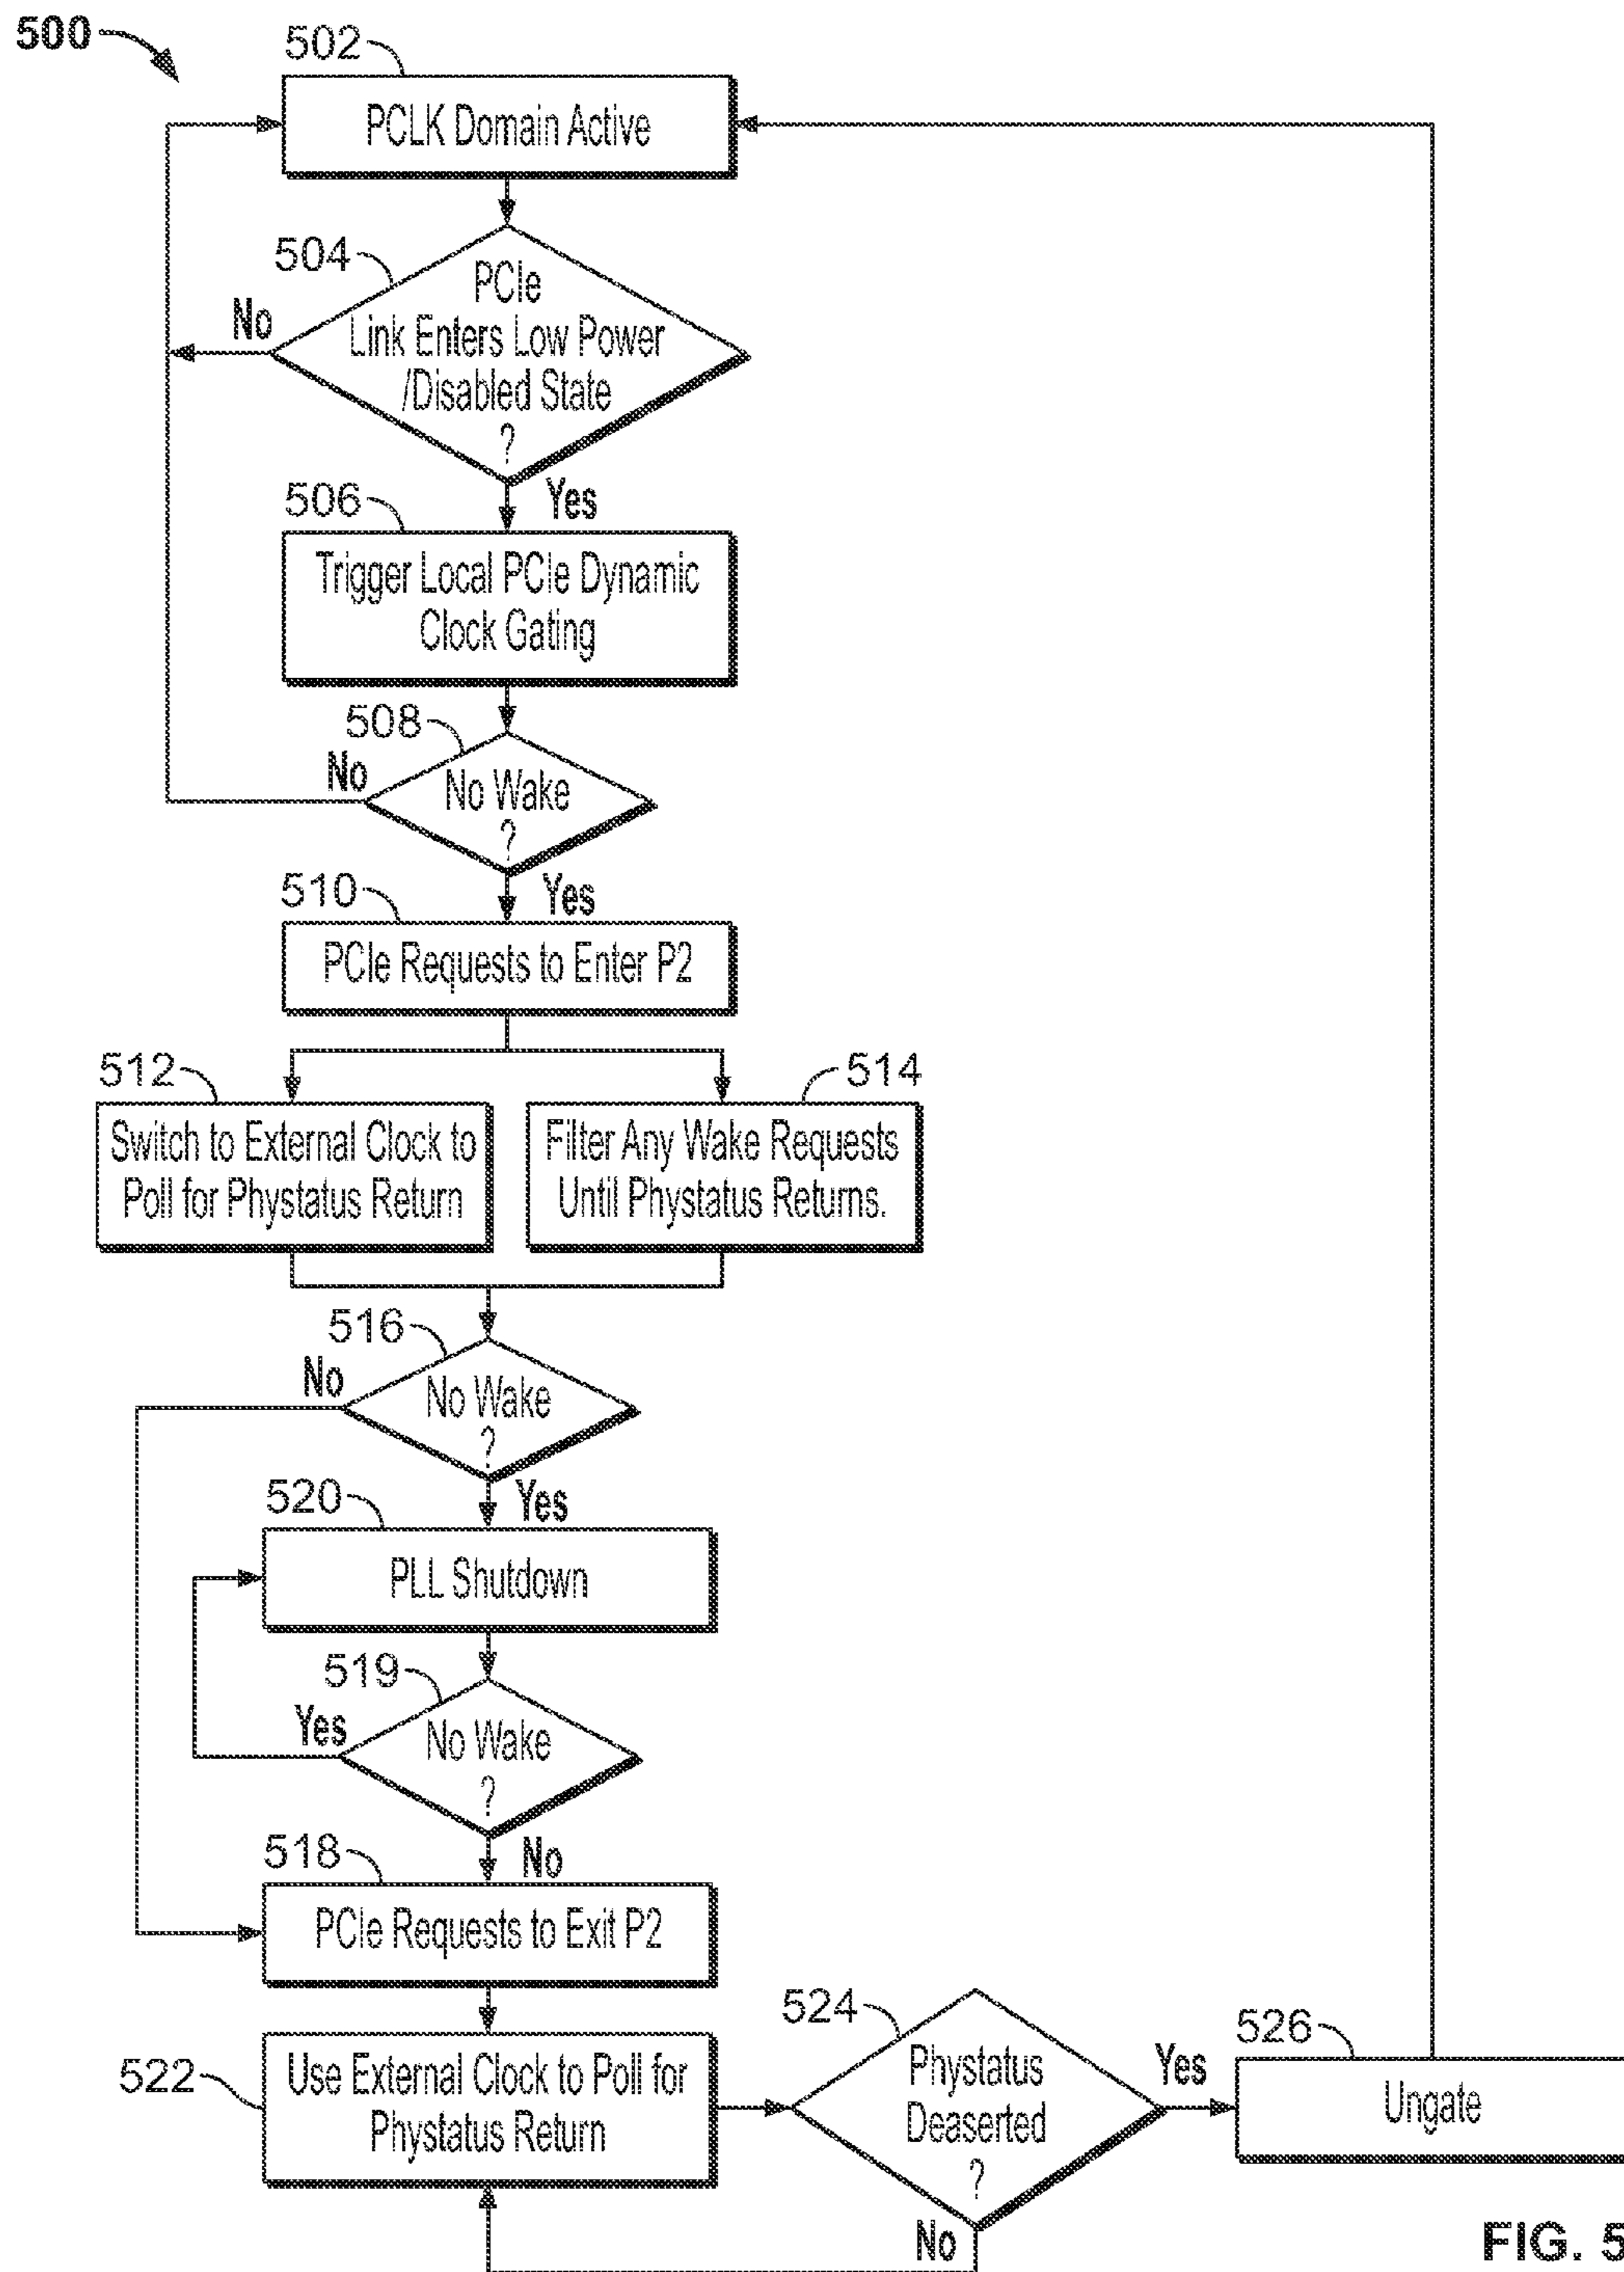 500
502
PCLK Domain Active
504
PCIe
Link Enters Low Power
/Disabled State
?
No
Yes
506
Trigger Local PCIe Dynamic
Clock Gating
508
No
No Wake
?
Yes
510
PCIe Requests to Enter P2
512
Switch to External Clock to
Poll for Phystatus Return
514
Filter Any Wake Requests
Until Phystatus Returns.
516
No
No Wake
?
Yes
520
PLL Shutdown
519
Yes
No Wake
?
No
518
PCIe Requests to Exit P2
522
Use External Clock to Poll for
Phystatus Return
524
Phystatus
Deaserted
?
Yes
No
526
Ungate
FIG. 5